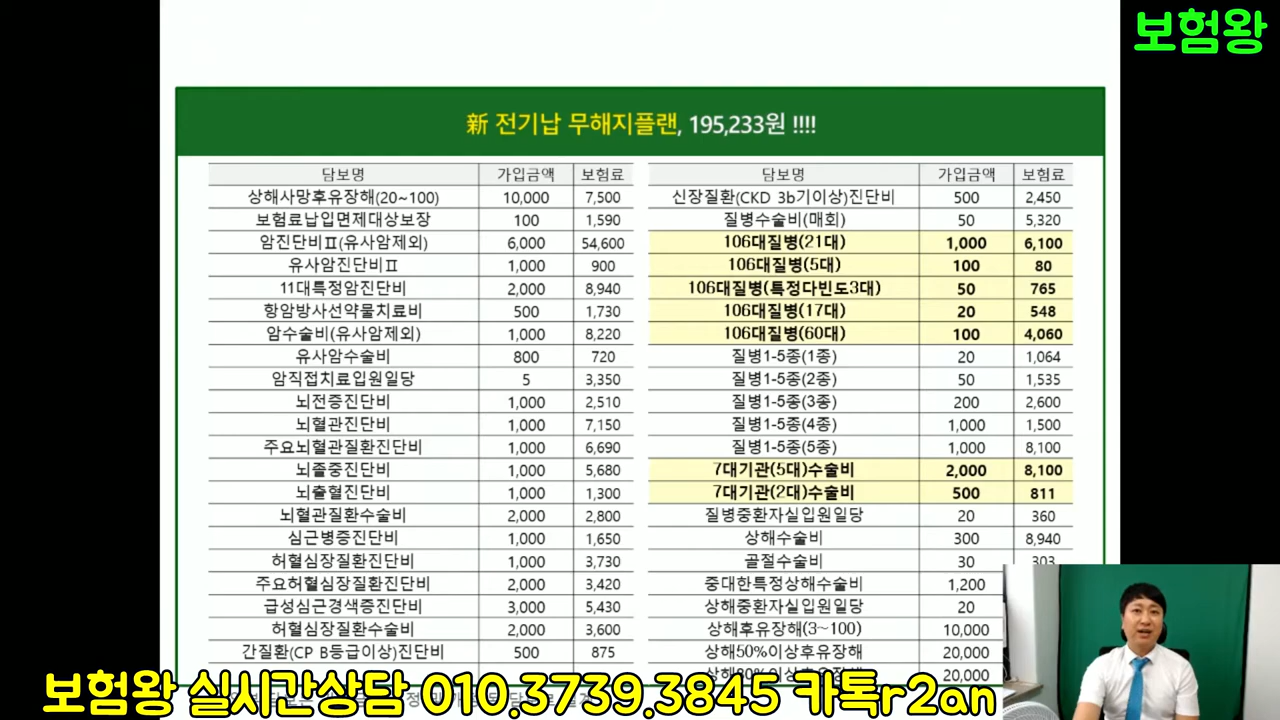 보험왕
新 전기납 무해지플랜, 195,233원 !!!!
담보명 가입금액 보험료
상해사망후유장해(20~100) 10,000 7,500
보험료납입면제대상보장 100 1,590
암진단비Ⅱ(유사암제외) 6,000 54,600
유사암진단비Ⅱ 1,000 900
11대특정암진단비 2,000 8,940
항암방사선약물치료비 500 1,730
암수술비(유사암제외) 1,000 8,220
유사암수술비 800 720
암직접치료입원일당 5 3,350
뇌전증진단비 1,000 2,510
뇌혈관진단비 1,000 7,150
주요뇌혈관질환진단비 1,000 6,690
뇌졸중진단비 1,000 5,680
뇌출혈진단비 1,000 1,300
뇌혈관질환수술비 2,000 2,800
심근병증진단비 1,000 1,650
허혈심장질환진단비 1,000 3,730
주요허혈심장질환진단비 2,000 3,420
급성심근경색증진단비 3,000 5,430
허혈심장질환수술비 2,000 3,600
간질환(CP B등급이상)진단비 500 875
담보명 가입금액 보험료
신장질환(CKD 3b기이상)진단비 500 2,450
질병수술비(매회) 50 5,320
106대질병(21대) 1,000 6,100
106대질병(5대) 100 80
106대질병(특정다빈도3대) 50 765
106대질병(17대) 20 548
106대질병(60대) 100 4,060
질병1-5종(1종) 20 1,064
질병1-5종(2종) 50 1,535
질병1-5종(3종) 200 2,600
질병1-5종(4종) 1,000 1,500
질병1-5종(5종) 1,000 8,100
7대기관(5대)수술비 2,000 8,100
7대기관(2대)수술비 500 811
질병중환자실입원일당 20 360
상해수술비 300 8,940
골절수술비 30 303
중대한특정상해수술비 1,200
상해중환자실입원일당 20
상해후유장해(3~100) 10,000
상해50%이상후유장해 20,000
20,000
보험왕 실시간상담 010.3739.3845 카톡r2an